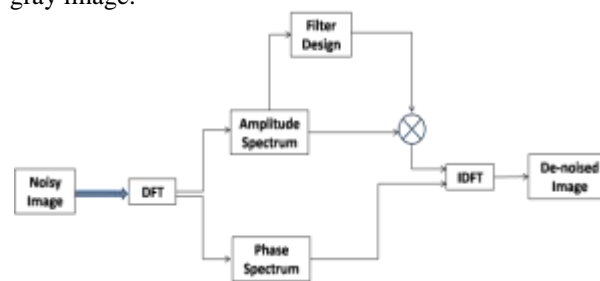 gray image.
Filter
Design
Amplitude
Spectrum
Noisy
Image
DFT
IDFT
De-noised
Image
Phase
Spectrum